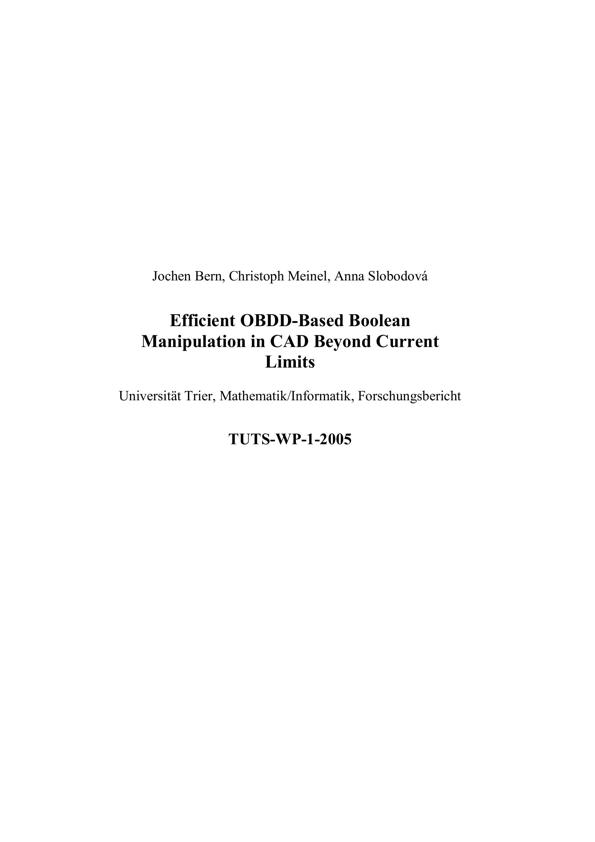 Jochen Bern, Christoph Meinel, Anna Slobodová
Efficient OBDD-Based Boolean
Manipulation in CAD Beyond Current
Limits
Universität Trier, Mathematik/Informatik, Forschungsbericht
TUTS-WP-1-2005